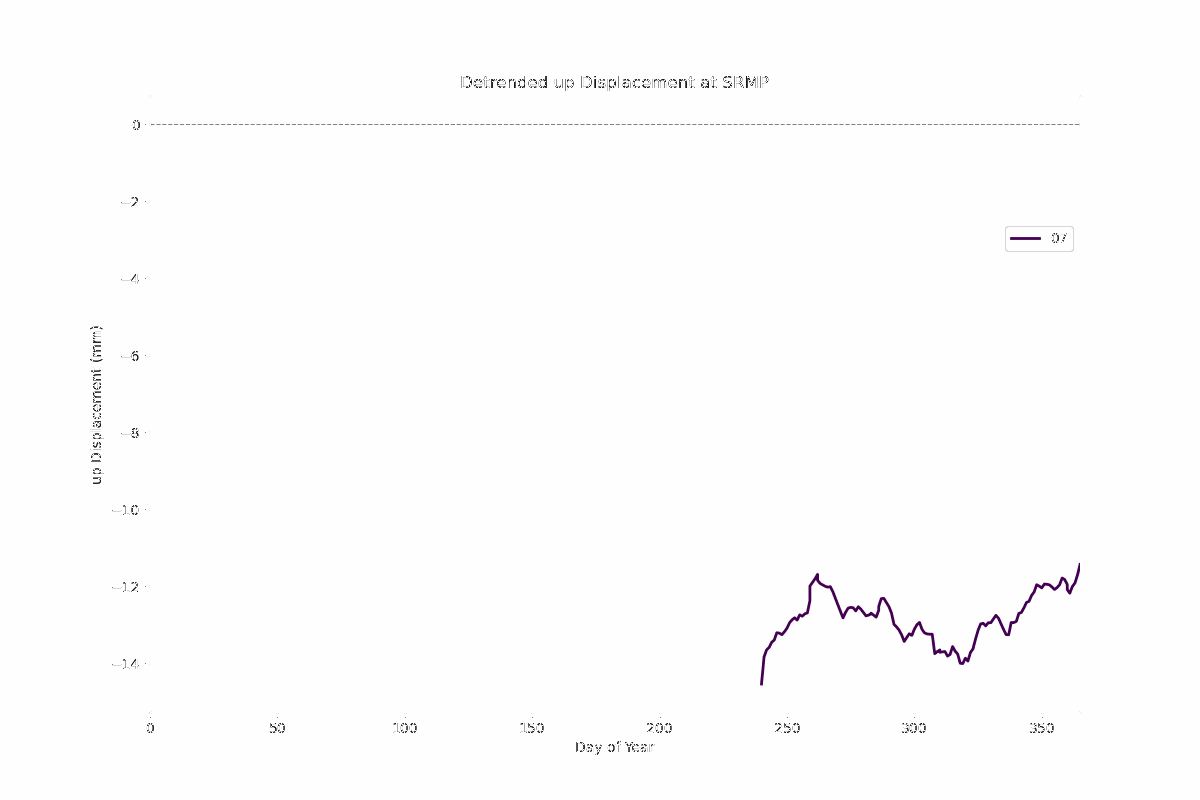 Detrended up Displacement at SRMP
0
−2
−4
−6
−8
−10
−12
−14
up Displacement (mm)
07
0 50 100 150 200 250 300 350
Day of Year